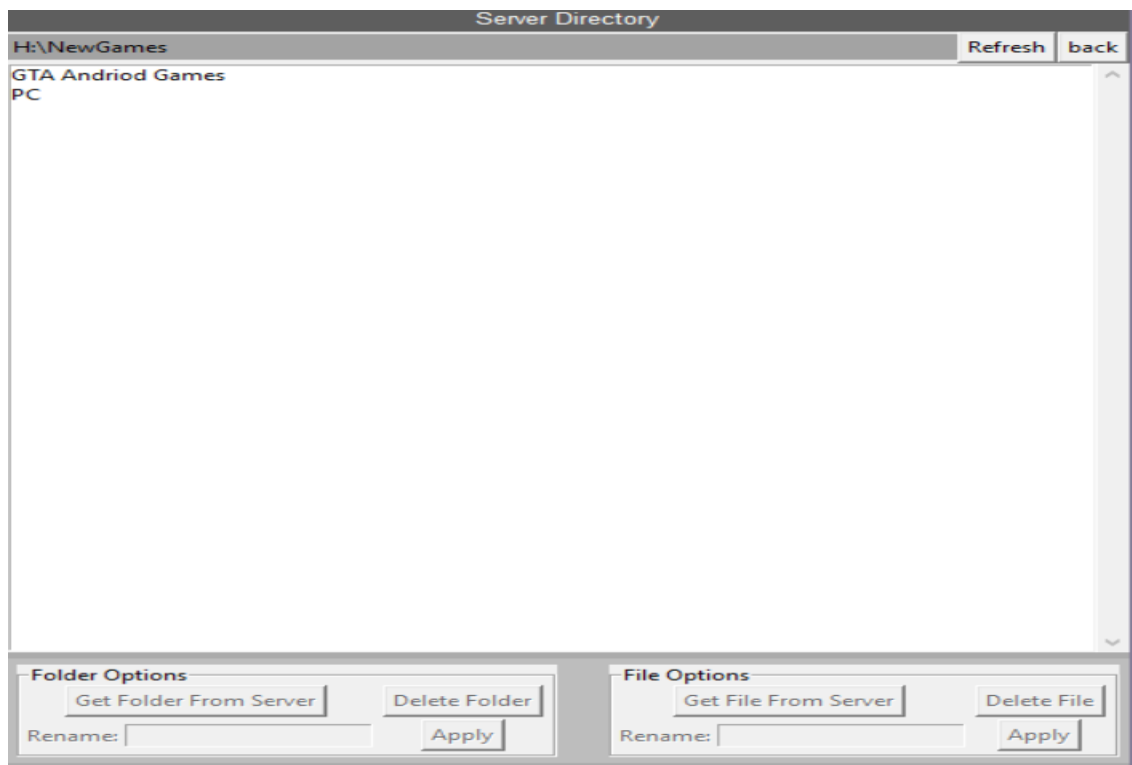 Server Directory
H:\NewGames Refresh back
GTA Andriod Games
PC
Folder Options
Get Folder From Server Delete Folder
Rename: Apply
File Options
Get File From Server Delete File
Rename: Apply